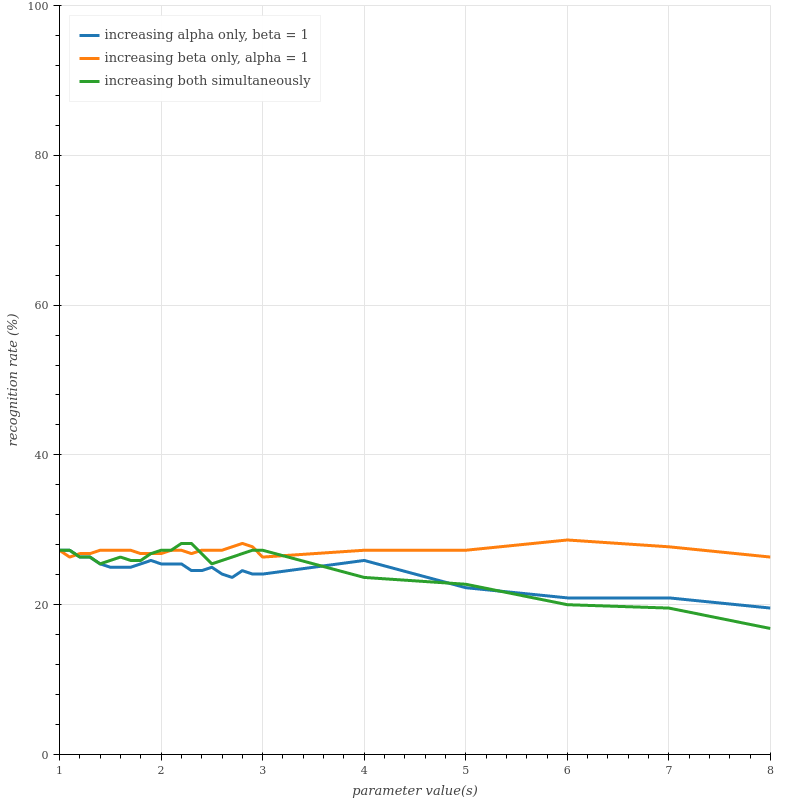 increasing alpha only, beta = 1
increasing beta only, alpha = 1
increasing both simultaneously
recognition rate (%)
100
80
60
40
20
0
1 2 3 4 5 6 7 8
parameter value(s)